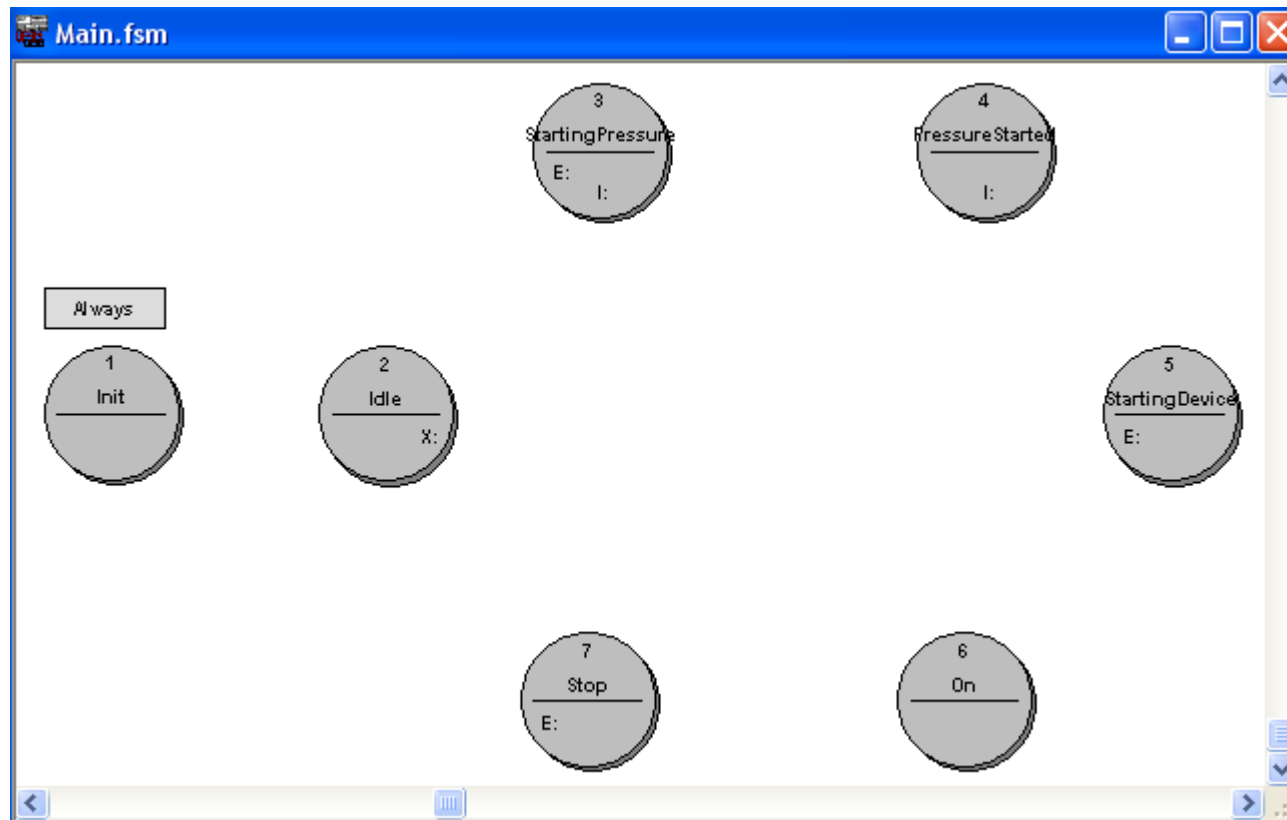 Main.fsm
3
StartingPressure
E:
I:
4
PressureStarted
I:
Always
1
Init
2
Idle
X:
5
StartingDevice
E:
7
Stop
E:
6
On